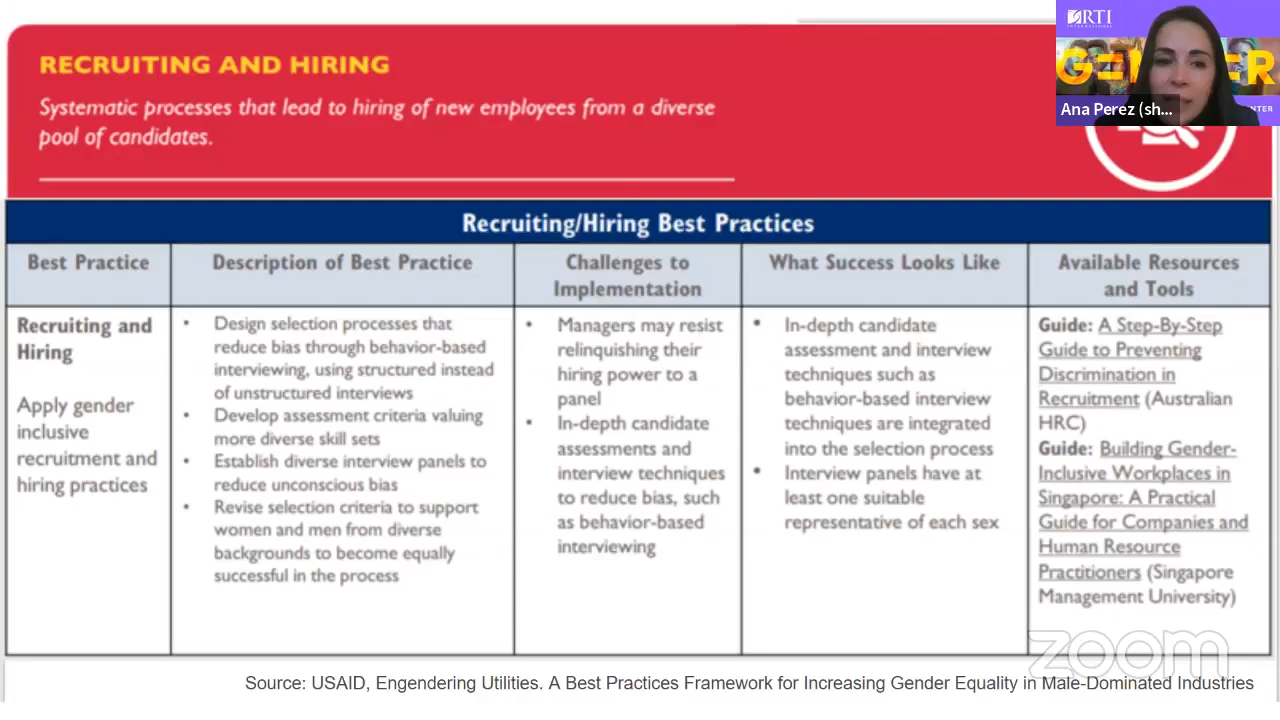 RECRUITING AND HIRING
Systematic processes that lead to hiring of new employees from a diverse
pool of candidates.
RTI
INTERNATIONAL
Ana Perez (sh...
Recruiting/Hiring Best Practices
Best Practice
Description of Best Practice
Challenges to
Implementation
What Success Looks Like
Available Resources
and Tools
Recruiting and
Hiring
Apply gender
inclusive
recruitment and
hiring practices
• Design selection processes that
reduce bias through behavior-based
interviewing, using structured instead
of unstructured interviews
• Develop assessment criteria valuing
more diverse skill sets
• Establish diverse interview panels to
reduce unconscious bias
• Revise selection criteria to support
women and men from diverse
backgrounds to become equally
successful in the process
• Managers may resist
relinquishing their
hiring power to a
panel
• In-depth candidate
assessments and
interview techniques
to reduce bias, such
as behavior-based
interviewing
• In-depth candidate
assessment and interview
techniques such as
behavior-based interview
techniques are integrated
into the selection process
• Interview panels have at
least one suitable
representative of each sex
Guide: A Step-By-Step
Guide to Preventing
Discrimination in
Recruitment (Australian
HRC)
Guide: Building Gender-
Inclusive Workplaces in
Singapore: A Practical
Guide for Companies and
Human Resource
Practitioners (Singapore
Management University)
zoom
Source: USAID, Engendering Utilities. A Best Practices Framework for Increasing Gender Equality in Male-Dominated Industries